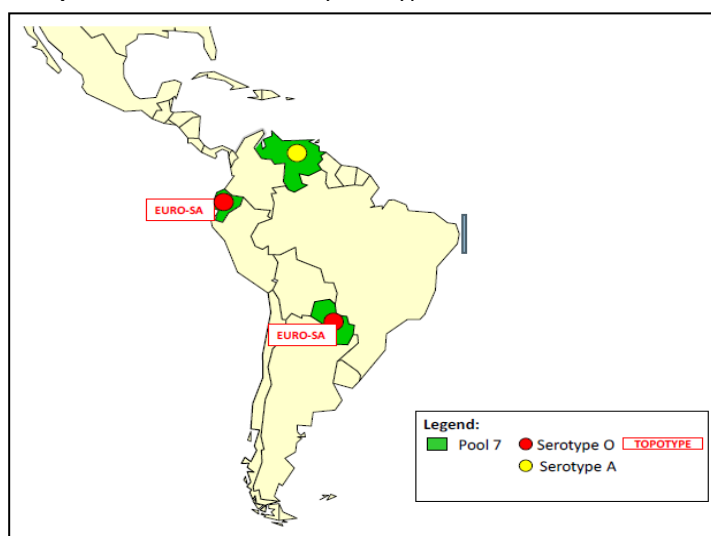 EURO-SA
EURO-SA
Legend:
Pool 7
Serotype O
TOPOTYPE
Serotype A